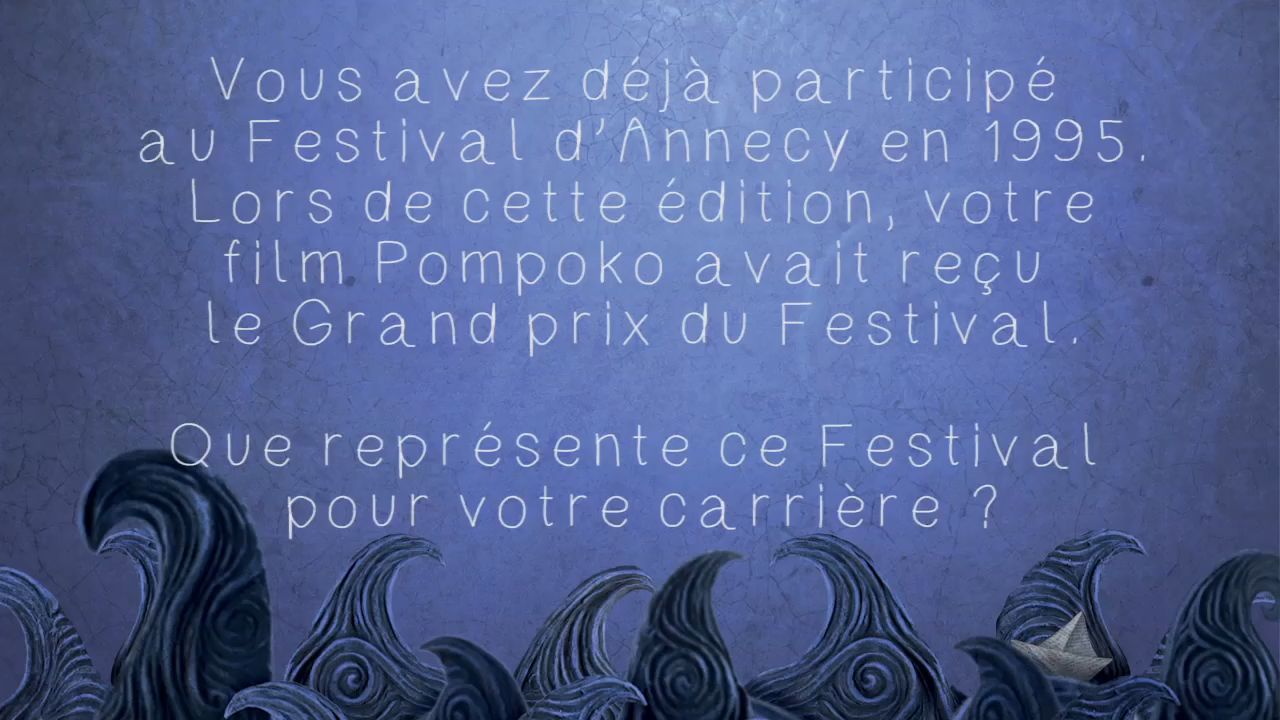 Vous avez déjà participé
au Festival d'Annecy en 1995.
Lors de cette édition, votre
film Pompoko avait reçu
le Grand prix du Festival.
Que représente ce Festival
pour votre carrière ?